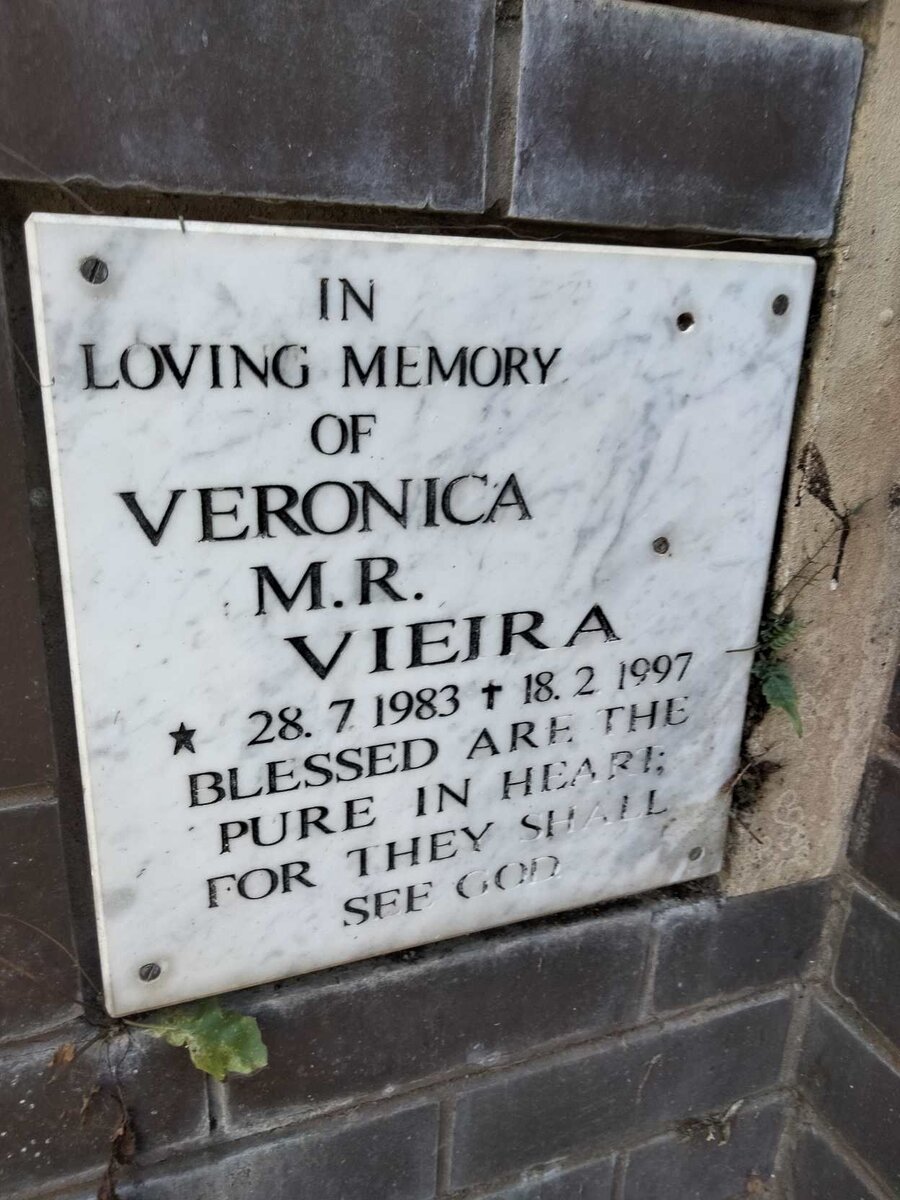 IN
LOVING MEMORY
OF
VERONICA
M.R.
VIEIRA
★ 28. 7 1983 ✝ 18. 2 1997
BLESSED ARE THE
PURE IN HEART;
FOR THEY SHALL
SEE GOD